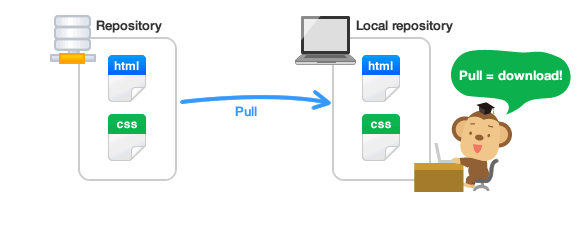 Repository
Local repository
html
css
Pull
html
css
Pull = download!